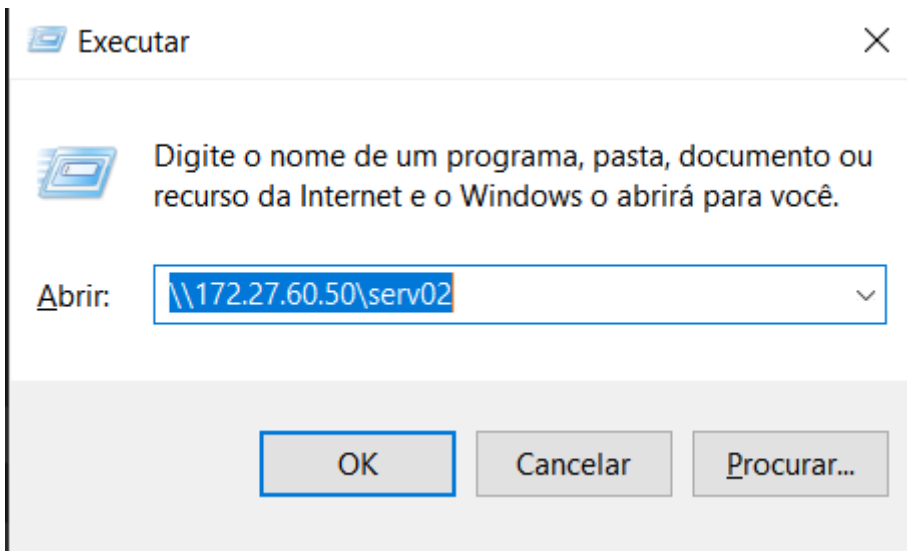 Executar
Digite o nome de um programa, pasta, documento ou
recurso da Internet e o Windows o abrirá para você.
Abrir: \\172.27.60.50\serv02
OK Cancelar Procurar...